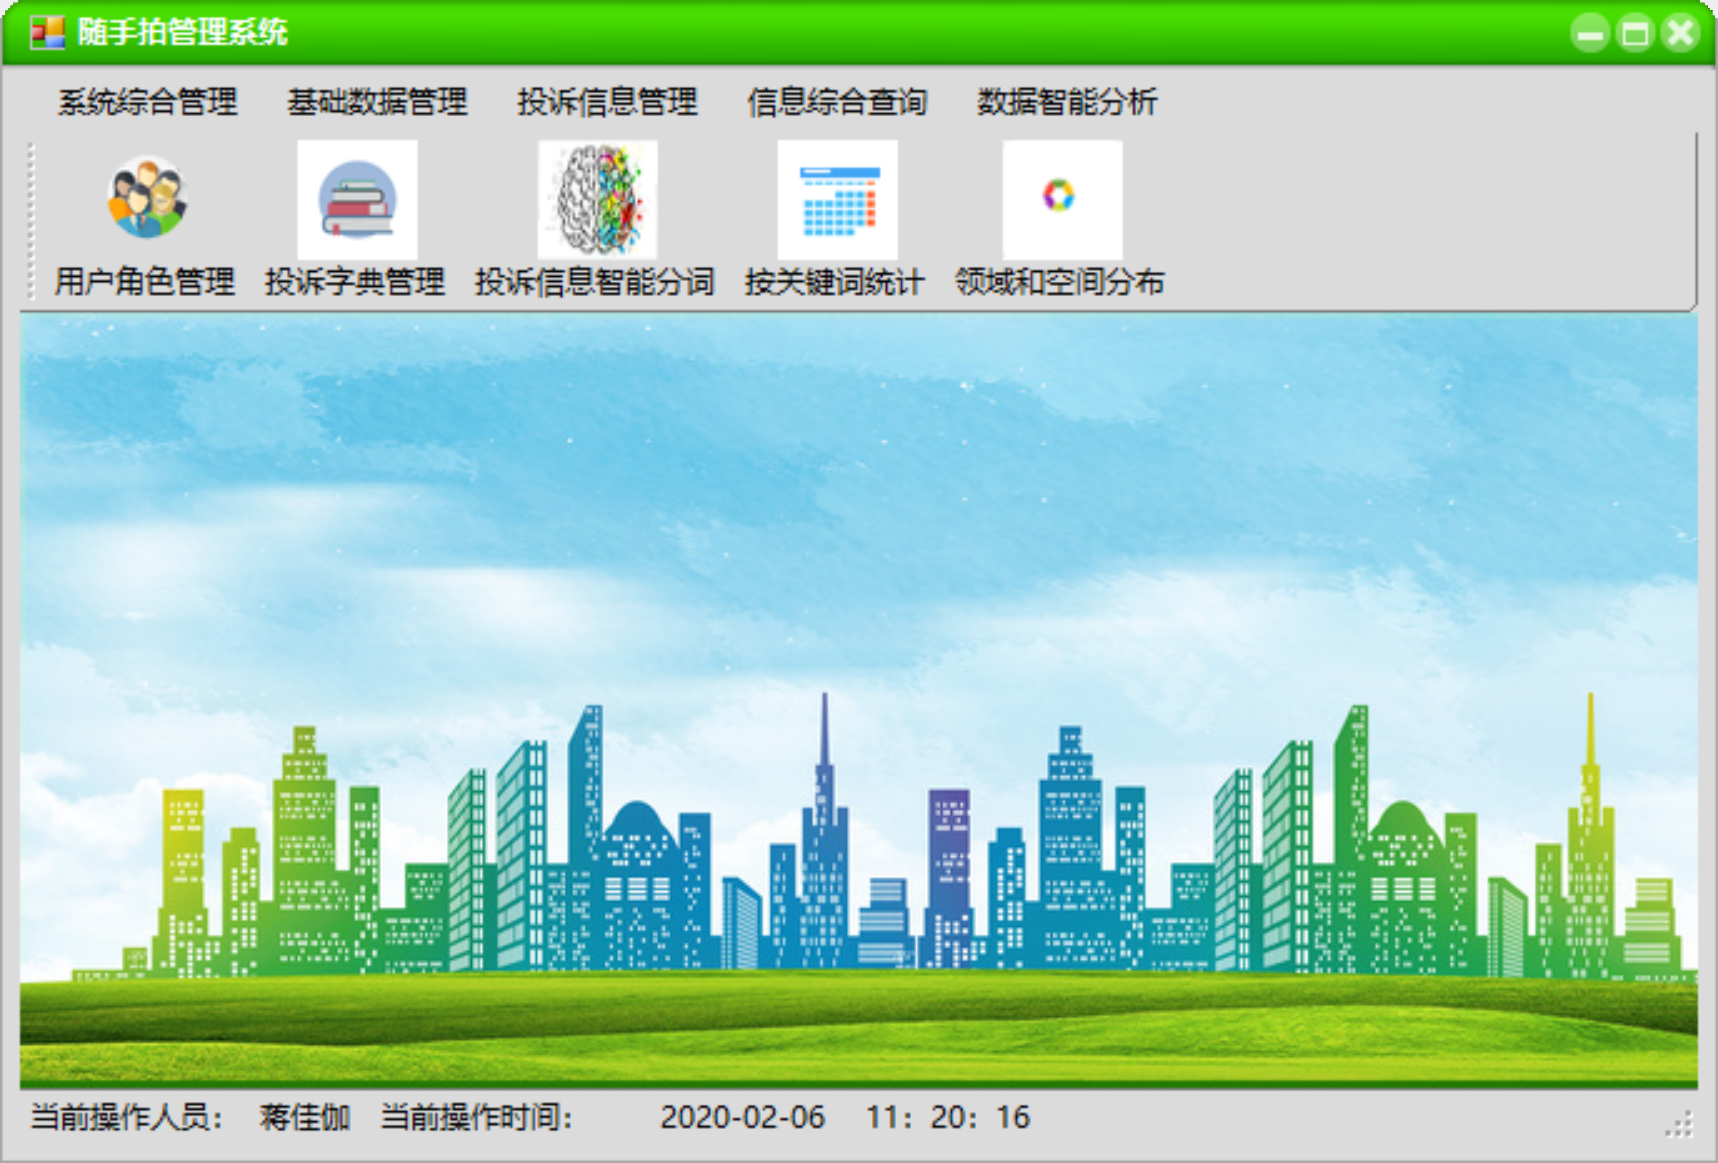 随手拍管理系统
系统综合管理 基础数据管理 投诉信息管理 信息综合查询 数据智能分析
用户角色管理 投诉字典管理 投诉信息智能分词 按关键词统计 领域和空间分布
当前操作人员： 蒋佳伽 当前操作时间： 2020-02-06 11：20：16